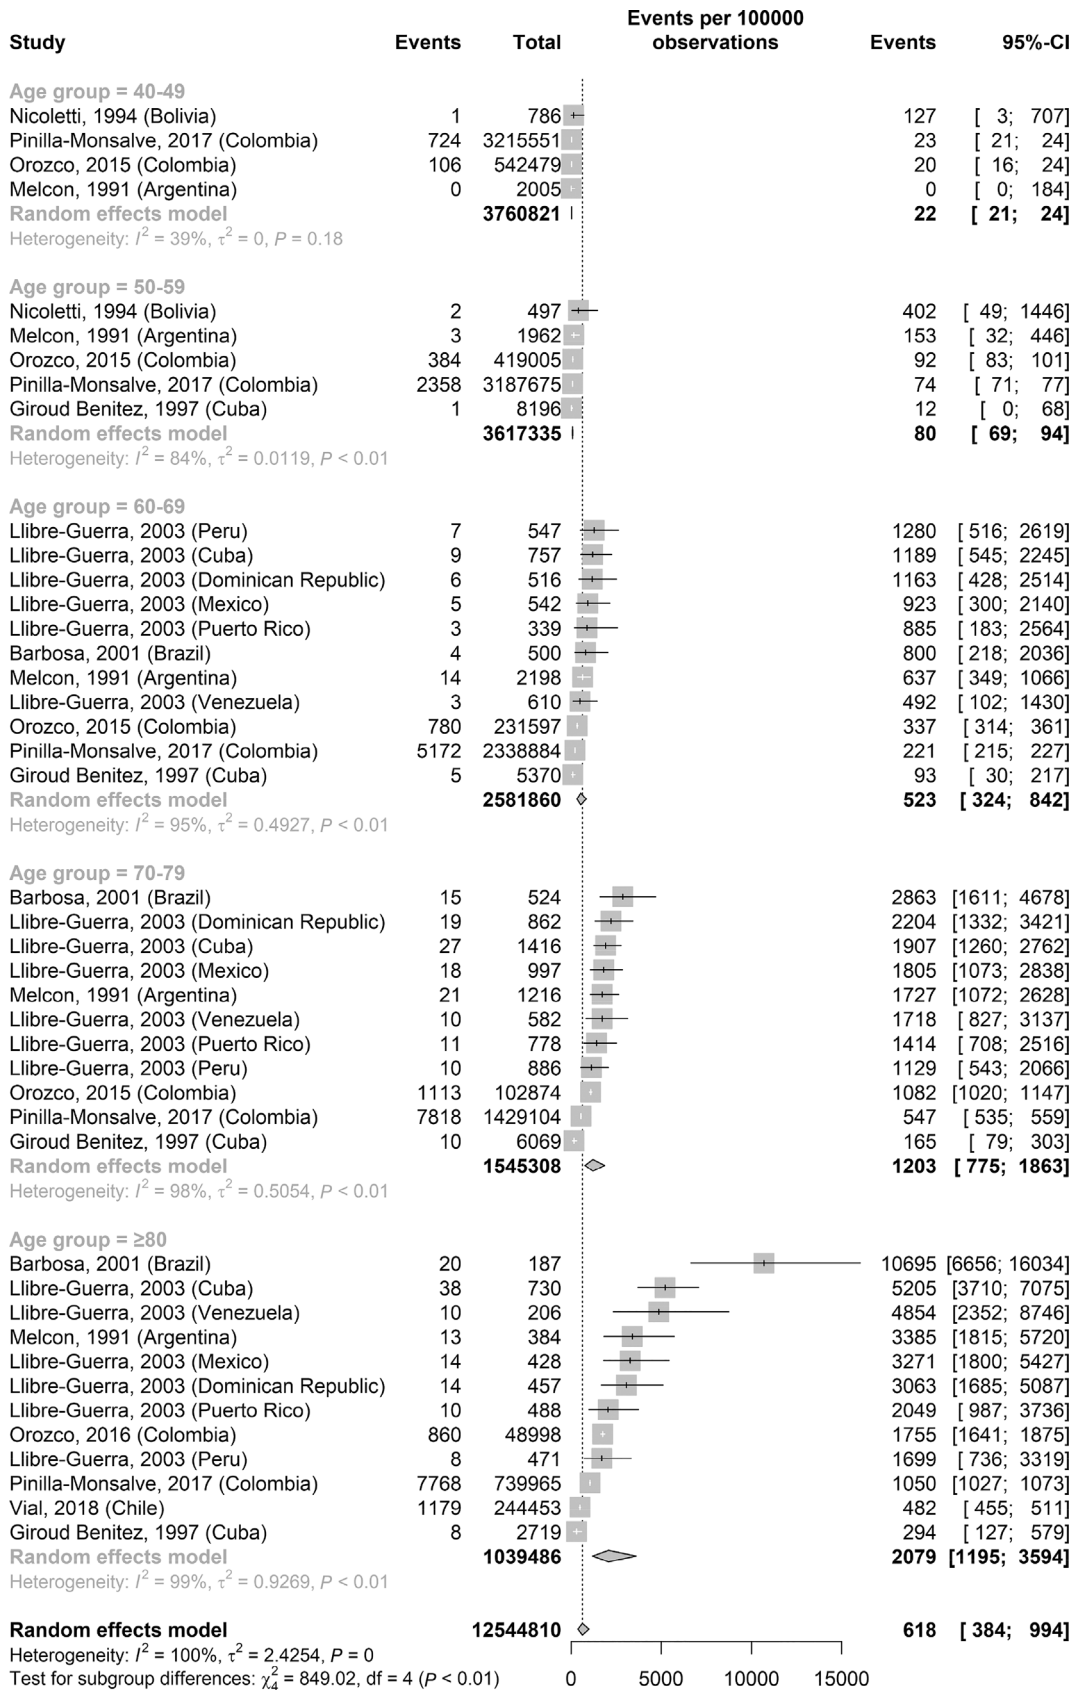 Events per 100000
Study Events Total observations Events 95%-CI
Age group = 40-49
Nicoletti, 1994 (Bolivia) 1 786 127 [ 3; 707]
Pinilla-Monsalve, 2017 (Colombia) 724 3215551 23 [ 21; 24]
Orozco, 2015 (Colombia) 106 542479 20 [ 16; 24]
Melcon, 1991 (Argentina) 0 2005 0 [ 0; 184]
Random effects model 3760821 22 [ 21; 24]
Heterogeneity: I² = 39%, τ² = 0, P = 0.18
Age group = 50-59
Nicoletti, 1994 (Bolivia) 2 497 402 [ 49; 1446]
Melcon, 1991 (Argentina) 3 1962 153 [ 32; 446]
Orozco, 2015 (Colombia) 384 419005 92 [ 83; 101]
Pinilla-Monsalve, 2017 (Colombia) 2358 3187675 74 [ 71; 77]
Giroud Benitez, 1997 (Cuba) 1 8196 12 [ 0; 68]
Random effects model 3617335 80 [ 69; 94]
Heterogeneity: I² = 84%, τ² = 0.0119, P < 0.01
Age group = 60-69
Llibre-Guerra, 2003 (Peru) 7 547 1280 [ 516; 2619]
Llibre-Guerra, 2003 (Cuba) 9 757 1189 [ 545; 2245]
Llibre-Guerra, 2003 (Dominican Republic) 6 516 1163 [ 428; 2514]
Llibre-Guerra, 2003 (Mexico) 5 542 923 [ 300; 2140]
Llibre-Guerra, 2003 (Puerto Rico) 3 339 885 [ 183; 2564]
Barbosa, 2001 (Brazil) 4 500 800 [ 218; 2036]
Melcon, 1991 (Argentina) 14 2198 637 [ 349; 1066]
Llibre-Guerra, 2003 (Venezuela) 3 610 492 [ 102; 1430]
Orozco, 2015 (Colombia) 780 231597 337 [ 314; 361]
Pinilla-Monsalve, 2017 (Colombia) 5172 2338884 221 [ 215; 227]
Giroud Benitez, 1997 (Cuba) 5 5370 93 [ 30; 217]
Random effects model 2581860 523 [ 324; 842]
Heterogeneity: I² = 95%, τ² = 0.4927, P < 0.01
Age group = 70-79
Barbosa, 2001 (Brazil) 15 524 2863 [1611; 4678]
Llibre-Guerra, 2003 (Dominican Republic) 19 862 2204 [1332; 3421]
Llibre-Guerra, 2003 (Cuba) 27 1416 1907 [1260; 2762]
Llibre-Guerra, 2003 (Mexico) 18 997 1805 [1073; 2838]
Melcon, 1991 (Argentina) 21 1216 1727 [1072; 2628]
Llibre-Guerra, 2003 (Venezuela) 10 582 1718 [ 827; 3137]
Llibre-Guerra, 2003 (Puerto Rico) 11 778 1414 [ 708; 2516]
Llibre-Guerra, 2003 (Peru) 10 886 1129 [ 543; 2066]
Orozco, 2015 (Colombia) 1113 102874 1082 [1020; 1147]
Pinilla-Monsalve, 2017 (Colombia) 7818 1429104 547 [ 535; 559]
Giroud Benitez, 1997 (Cuba) 10 6069 165 [ 79; 303]
Random effects model 1545308 1203 [ 775; 1863]
Heterogeneity: I² = 98%, τ² = 0.5054, P < 0.01
Age group = ≥80
Barbosa, 2001 (Brazil) 20 187 10695 [6656; 16034]
Llibre-Guerra, 2003 (Cuba) 38 730 5205 [3710; 7075]
Llibre-Guerra, 2003 (Venezuela) 10 206 4854 [2352; 8746]
Melcon, 1991 (Argentina) 13 384 3385 [1815; 5720]
Llibre-Guerra, 2003 (Mexico) 14 428 3271 [1800; 5427]
Llibre-Guerra, 2003 (Dominican Republic) 14 457 3063 [1685; 5087]
Llibre-Guerra, 2003 (Puerto Rico) 10 488 2049 [ 987; 3736]
Orozco, 2016 (Colombia) 860 48998 1755 [1641; 1875]
Llibre-Guerra, 2003 (Peru) 8 471 1699 [ 736; 3319]
Pinilla-Monsalve, 2017 (Colombia) 7768 739965 1050 [1027; 1073]
Vial, 2018 (Chile) 1179 244453 482 [ 455; 511]
Giroud Benitez, 1997 (Cuba) 8 2719 294 [ 127; 579]
Random effects model 1039486 2079 [1195; 3594]
Heterogeneity: I² = 99%, τ² = 0.9269, P < 0.01
Random effects model 12544810 618 [ 384; 994]
Heterogeneity: I² = 100%, τ² = 2.4254, P = 0
Test for subgroup differences: χ²₄ = 849.02, df = 4 (P < 0.01)
0 5000 10000 15000